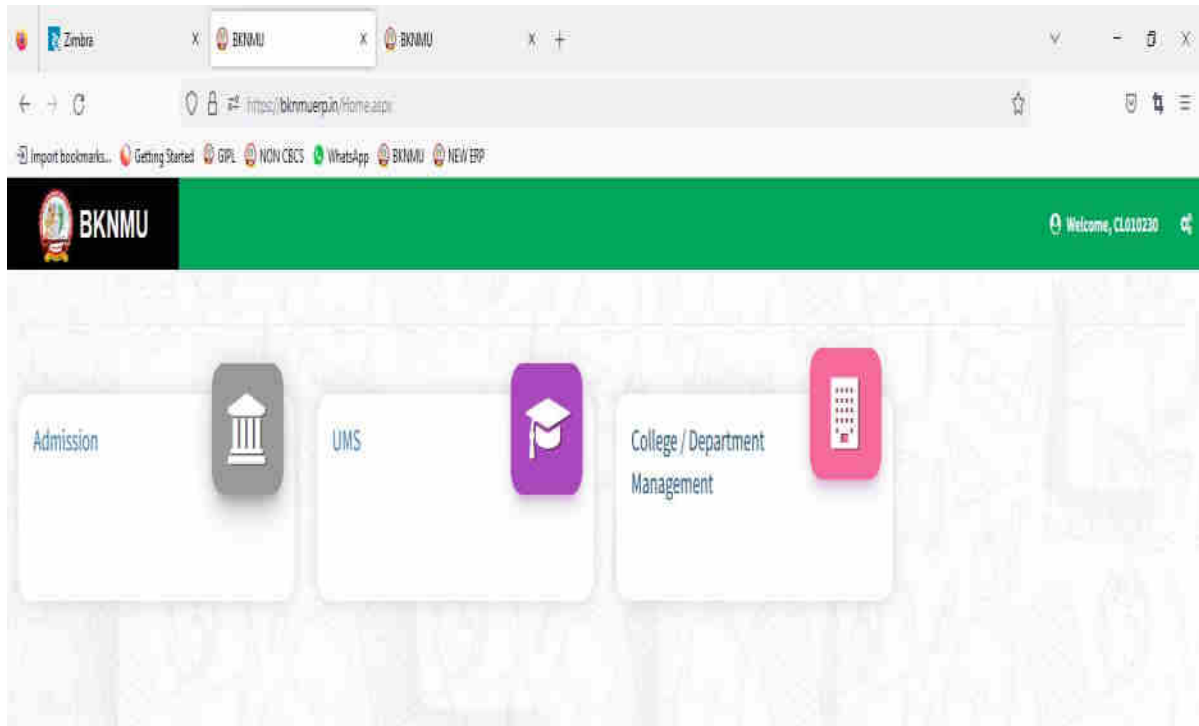 Zimbra X BKNMU X BKNMU X +
https://bknmuerp.in/Home.aspx
Import bookmarks... Getting Started GIPL NON CBCS WhatsApp BKNMU NEW ERP
BKNMU Welcome, CL010230
Admission UMS College / Department
Management